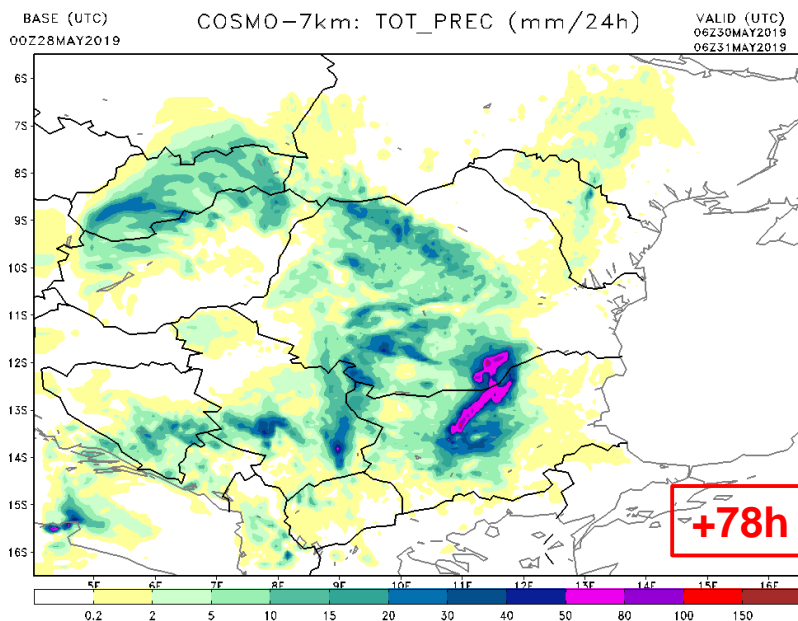 BASE (UTC)
00Z28MAY2019
COSMO-7km: TOT_PREC (mm/24h)
VALID (UTC)
06Z30MAY2019
06Z31MAY2019
6S
7S
8S
9S
10S
11S
12S
13S
14S
15S
16S
+78h
5E 6E 7E 8E 9E 10E 11E 12E 13E 14E 15E 16E
0.2 2 5 10 15 20 30 40 50 80 100 150